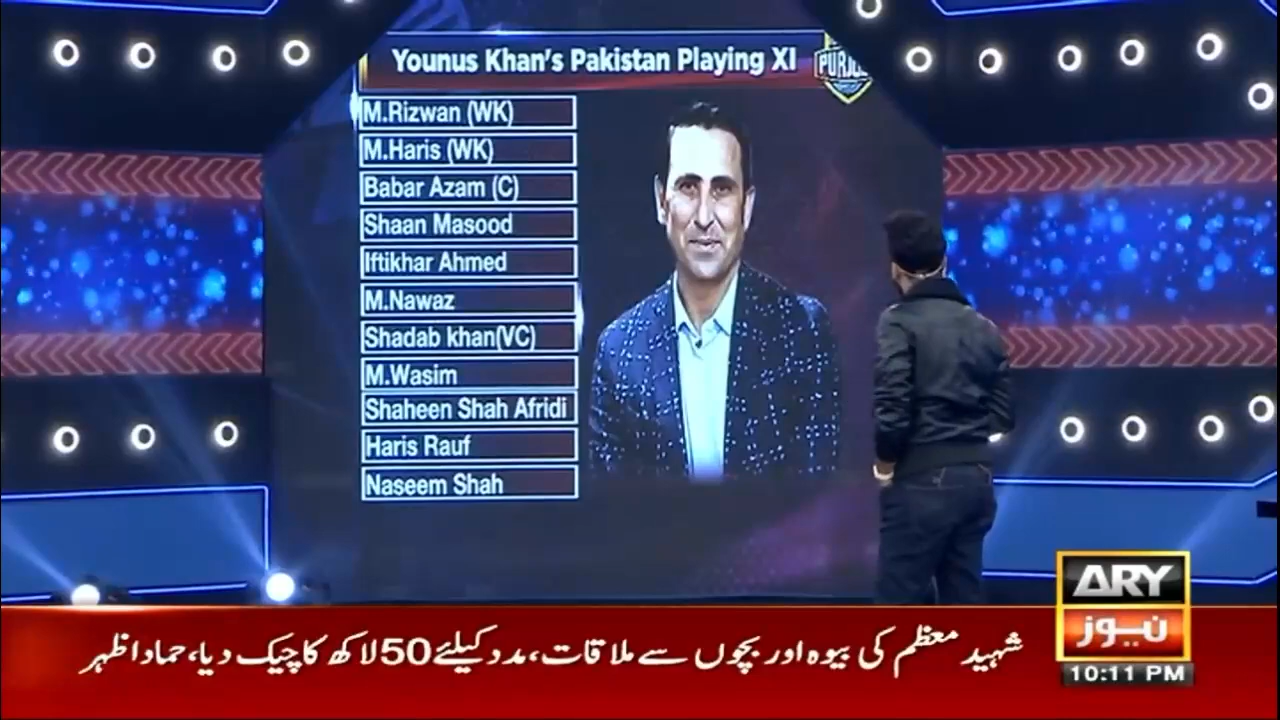 Younus Khan's Pakistan Playing XI
M.Rizwan (WK)
M.Haris (WK)
Babar Azam (C)
Shaan Masood
Iftikhar Ahmed
M.Nawaz
Shadab khan(VC)
M.Wasim
Shaheen Shah Afridi
Haris Rauf
Naseem Shah
ARY
نیوز
10:11 PM
شہید معظم کی بیوہ اور بچوں سے ملاقات، مدد کیلئے 50 لاکھ کا چیک دیا، حماد اظہر